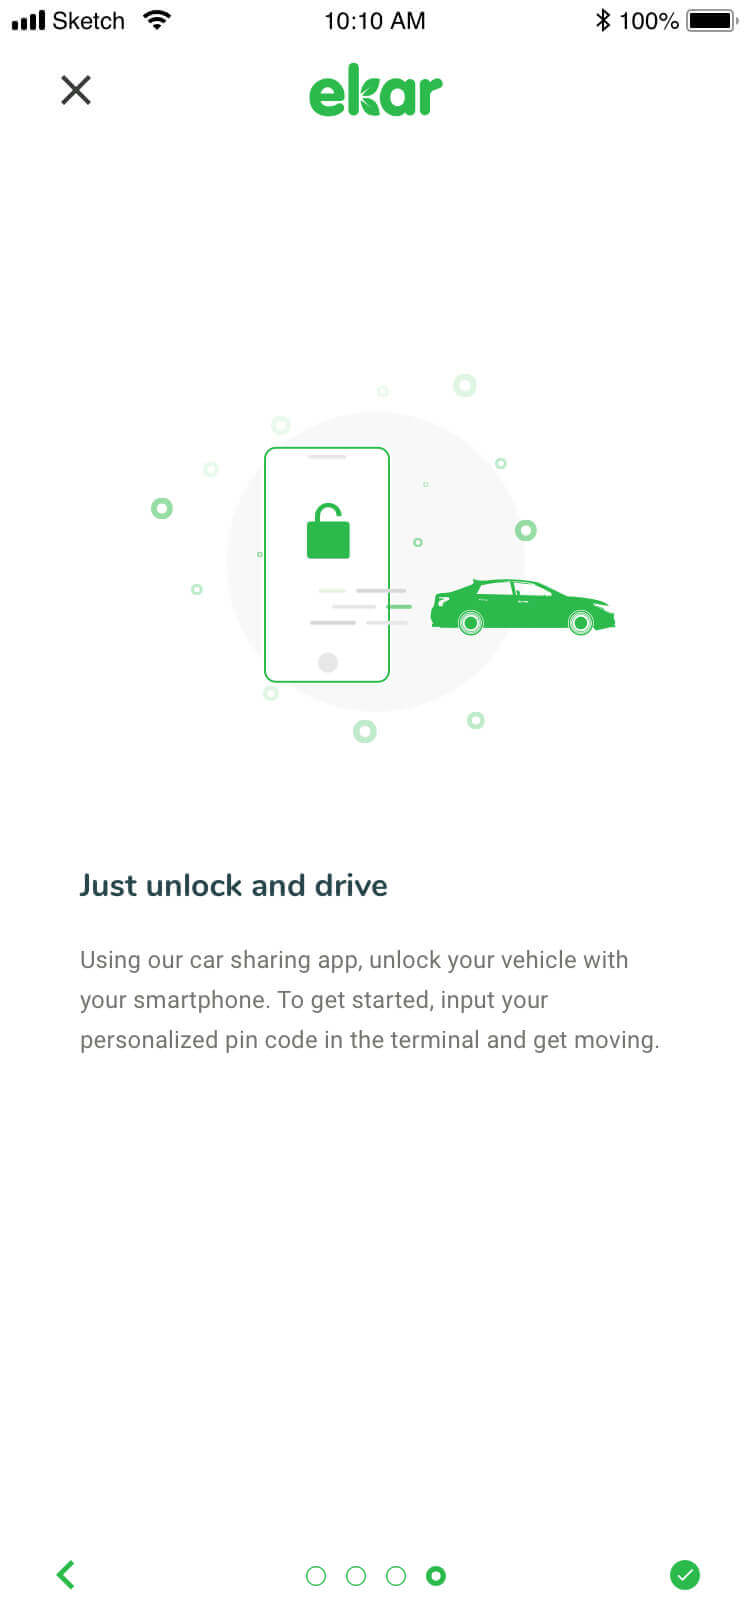 Sketch 10:10 AM 100%
ekar
Just unlock and drive
Using our car sharing app, unlock your vehicle with
your smartphone. To get started, input your
personalized pin code in the terminal and get moving.